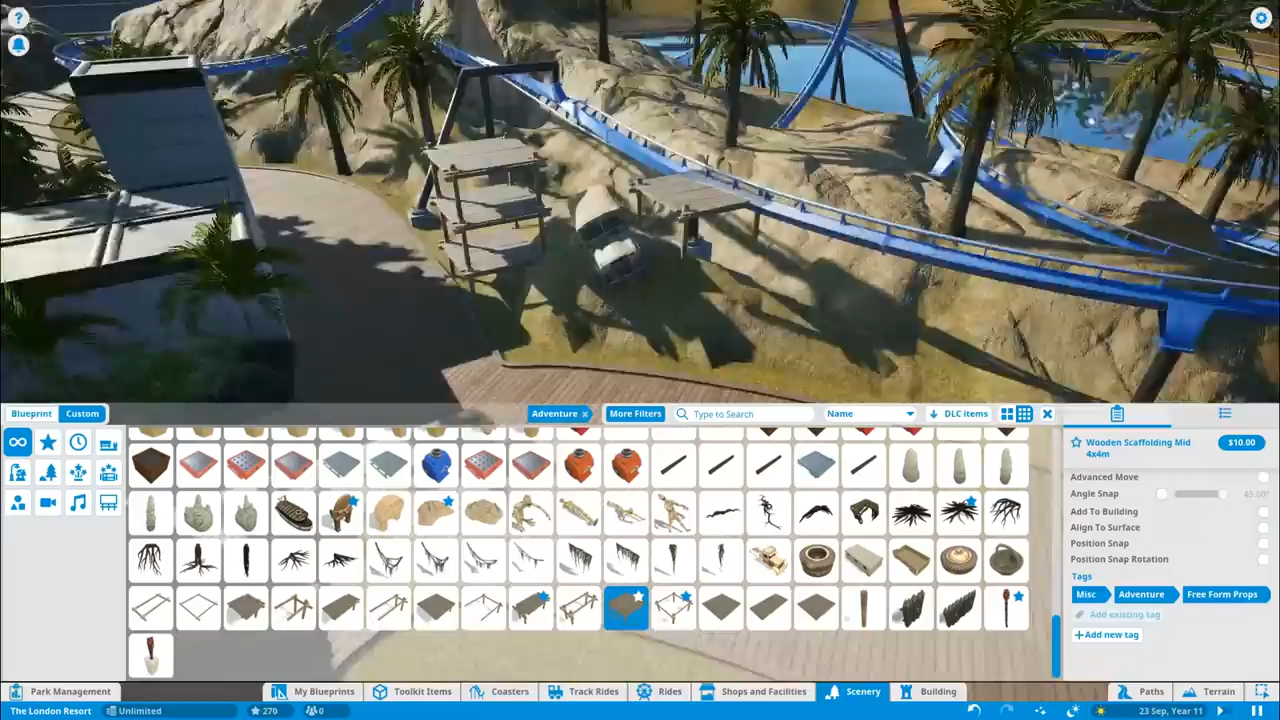 ?
Blueprint
Custom
Adventure ×
More Filters
Type to Search
Name
DLC items
Wooden Scaffolding Mid
4x4m
$10.00
Advanced Move
Angle Snap
45.00°
Add To Building
Align To Surface
Position Snap
Position Snap Rotation
Tags
Misc
Adventure
Free Form Props
Add existing tag
+Add new tag
Park Management
My Blueprints
Toolkit Items
Coasters
Track Rides
Rides
Shops and Facilities
Scenery
Building
Paths
Terrain
The London Resort
Unlimited
270
0
23 Sep, Year 11